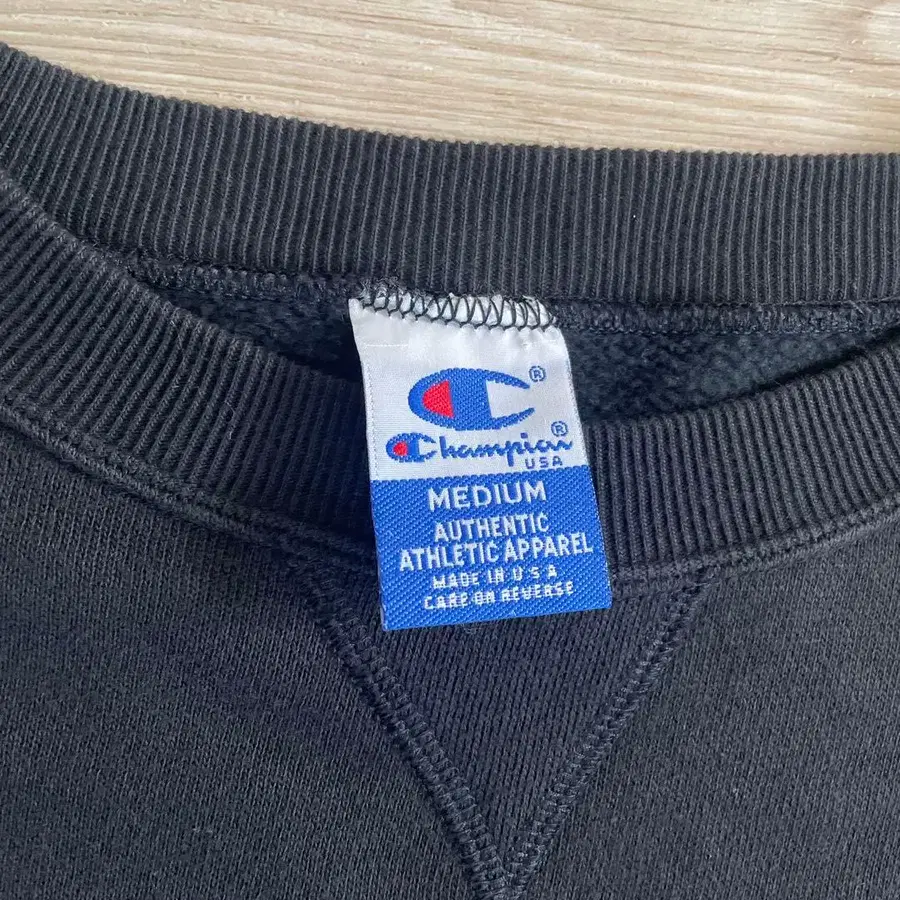 ®
Champion®
USA
MEDIUM
AUTHENTIC
ATHLETIC APPAREL
MADE IN U S A
CARE ON REVERSE